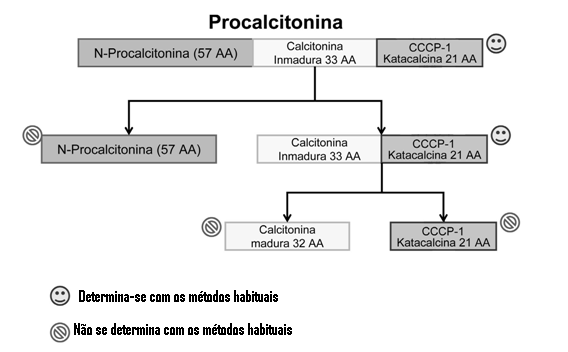 Procalcitonina
N-Procalcitonina (57 AA)
Calcitonina
Inmadura 33 AA
CCCP-1
Katacalcina 21 AA
N-Procalcitonina (57 AA)
Calcitonina
Inmadura 33 AA
CCCP-1
Katacalcina 21 AA
Calcitonina
madura 32 AA
CCCP-1
Katacalcina 21 AA
Determina-se com os métodos habituais
Não se determina com os métodos habituais